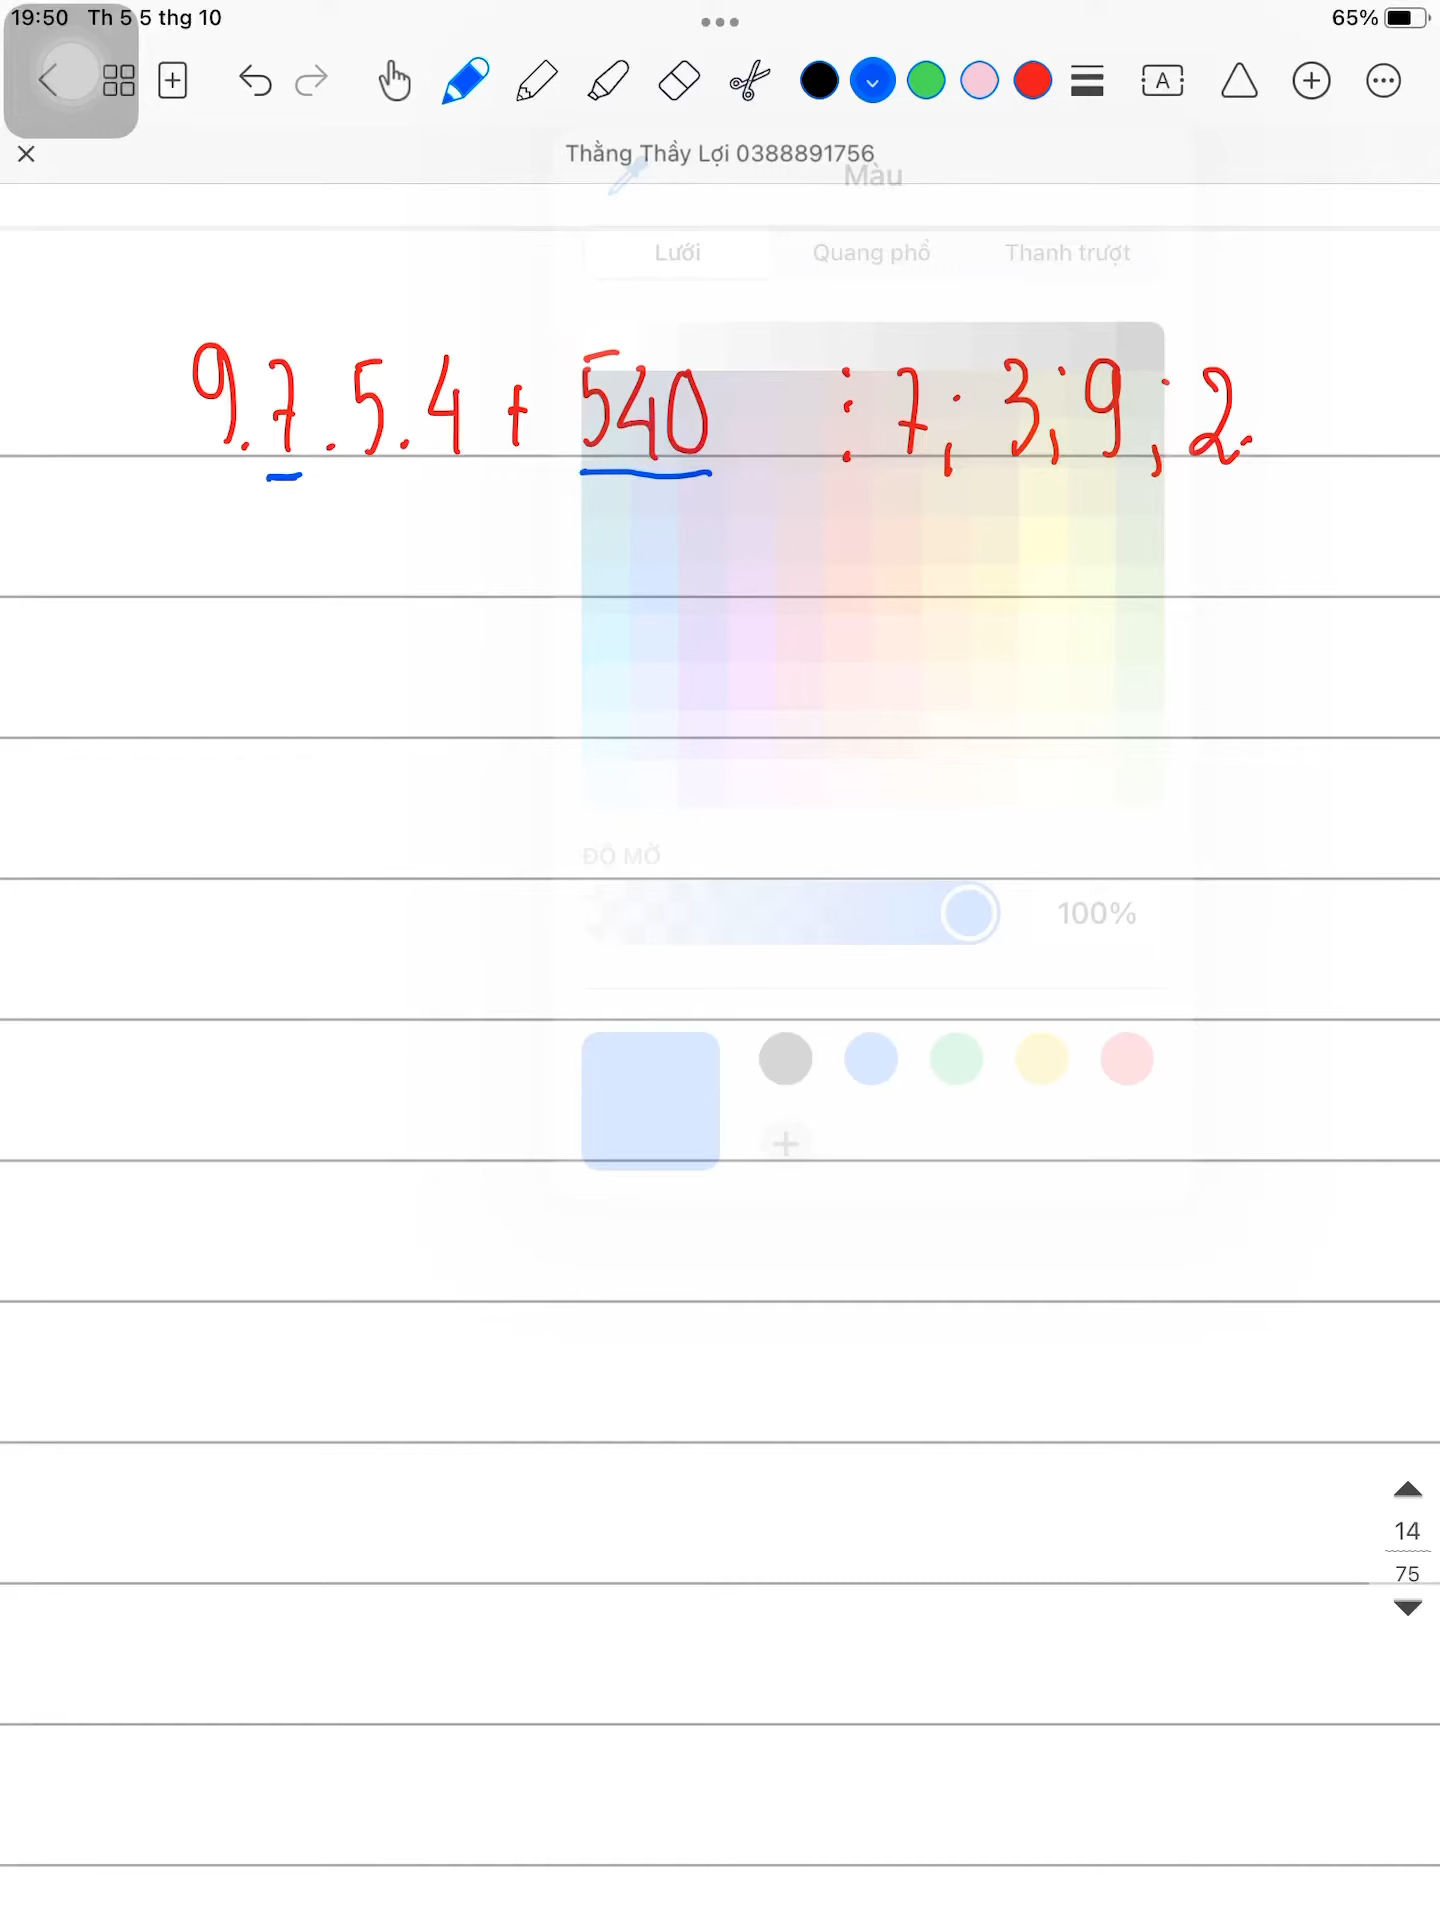 19:50 Th 5 5 thg 10 65%
A
Thằng Thầy Lợi 0388891756
Màu
Lưới Quang phổ Thanh trượt
9.7.5.4 + 540 ⋮ 7; 3; 9; 2.
ĐỘ MỜ
100%
14
75